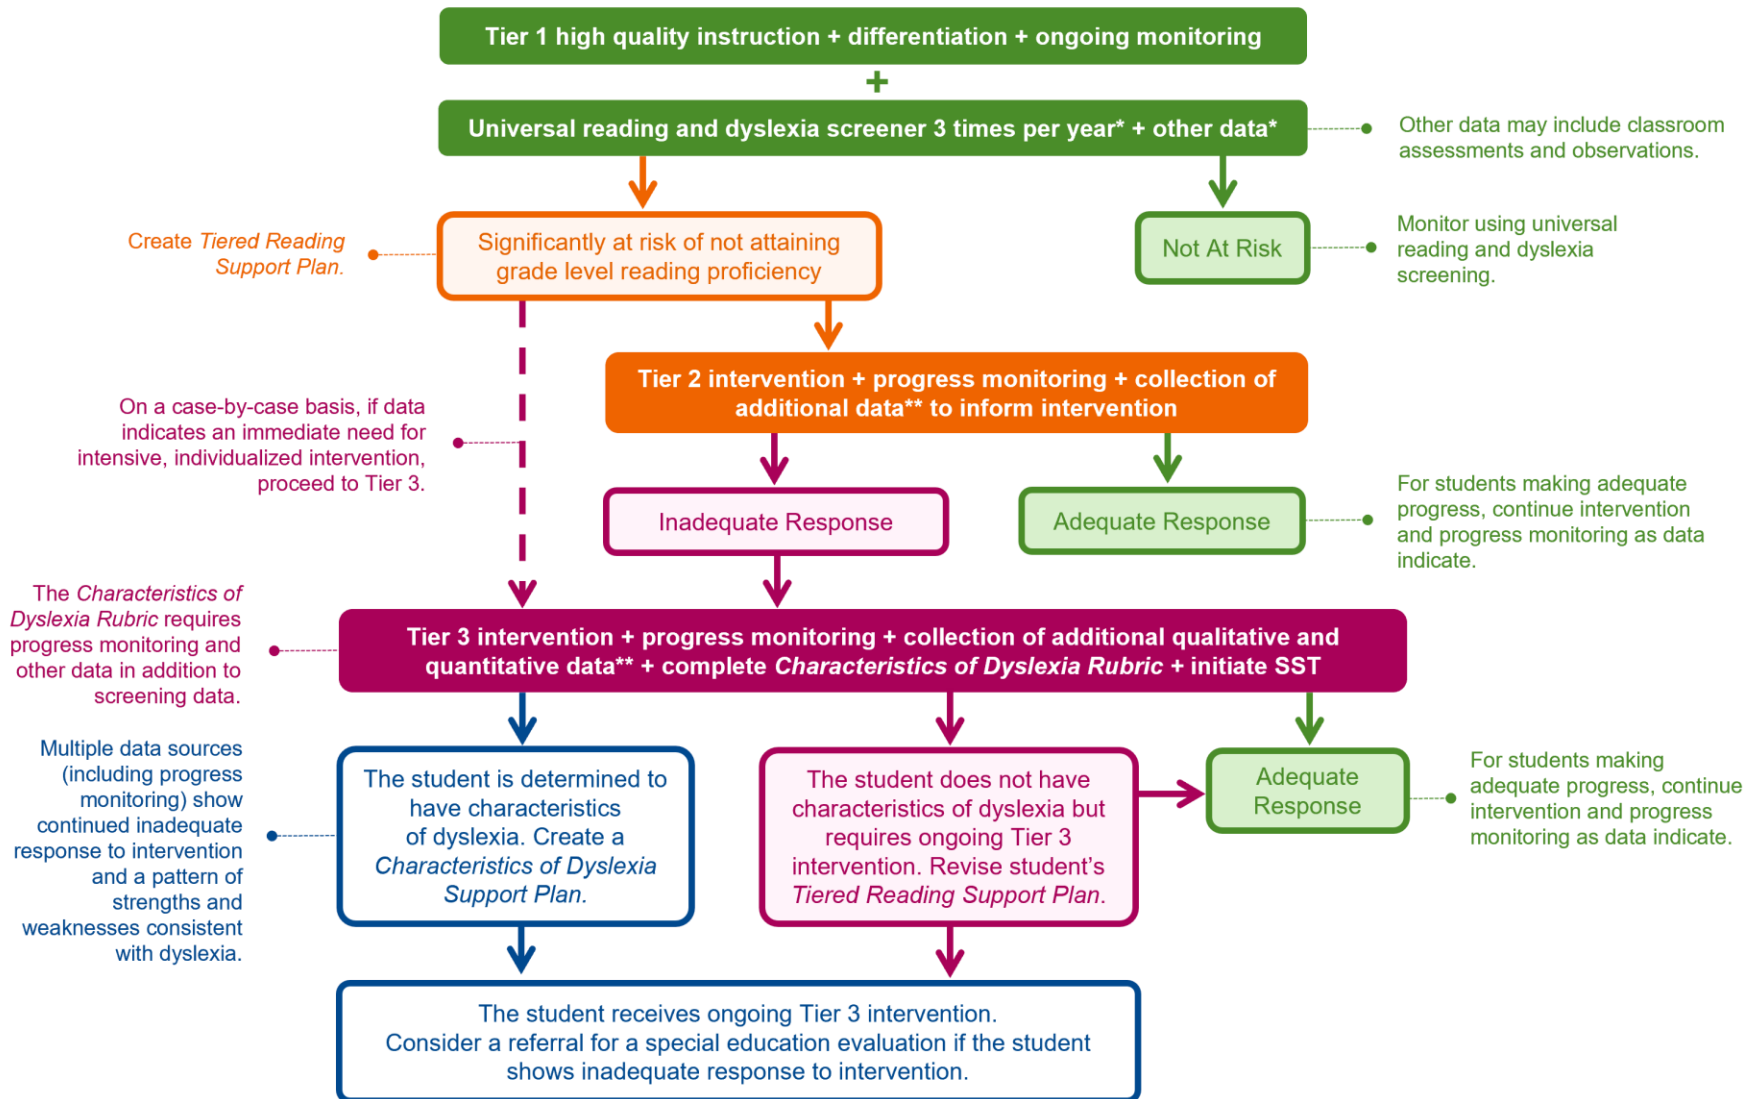 Tier 1 high quality instruction + differentiation + ongoing monitoring
+
Universal reading and dyslexia screener 3 times per year* + other data*
Other data may include classroom
assessments and observations.
Create Tiered Reading
Support Plan.
Significantly at risk of not attaining
grade level reading proficiency
Not At Risk
Monitor using universal
reading and dyslexia
screening.
Tier 2 intervention + progress monitoring + collection of
additional data** to inform intervention
On a case-by-case basis, if data
indicates an immediate need for
intensive, individualized intervention,
proceed to Tier 3.
Inadequate Response
Adequate Response
For students making adequate
progress, continue intervention
and progress monitoring as data
indicate.
The Characteristics of
Dyslexia Rubric requires
progress monitoring and
other data in addition to
screening data.
Tier 3 intervention + progress monitoring + collection of additional qualitative and
quantitative data** + complete Characteristics of Dyslexia Rubric + initiate SST
Multiple data sources
(including progress
monitoring) show
continued inadequate
response to intervention
and a pattern of
strengths and
weaknesses consistent
with dyslexia.
The student is determined to
have characteristics
of dyslexia. Create a
Characteristics of Dyslexia
Support Plan.
The student does not have
characteristics of dyslexia but
requires ongoing Tier 3
intervention. Revise student's
Tiered Reading Support Plan.
Adequate
Response
For students making
adequate progress, continue
intervention and progress
monitoring as data indicate.
The student receives ongoing Tier 3 intervention.
Consider a referral for a special education evaluation if the student
shows inadequate response to intervention.